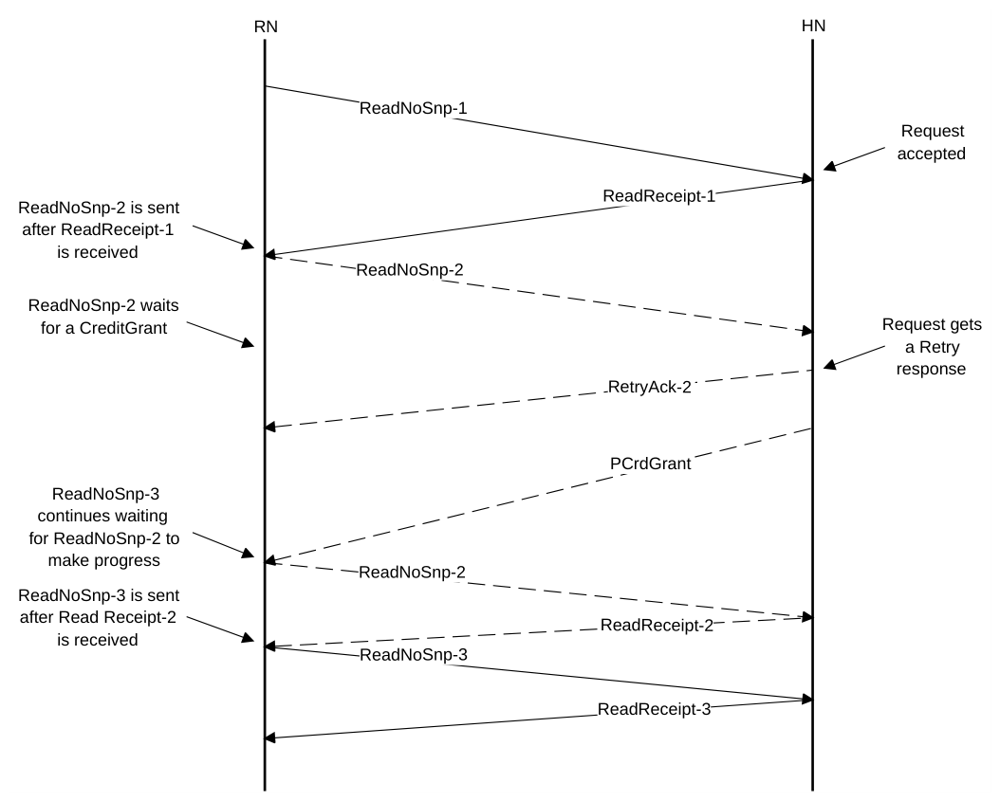 RN
HN
ReadNoSnp-1
Request
accepted
ReadReceipt-1
ReadNoSnp-2 is sent
after ReadReceipt-1
is received
ReadNoSnp-2
ReadNoSnp-2 waits
for a CreditGrant
Request gets
a Retry
response
RetryAck-2
PCrdGrant
ReadNoSnp-3
continues waiting
for ReadNoSnp-2 to
make progress
ReadNoSnp-2
ReadNoSnp-3 is sent
after Read Receipt-2
is received
ReadReceipt-2
ReadNoSnp-3
ReadReceipt-3